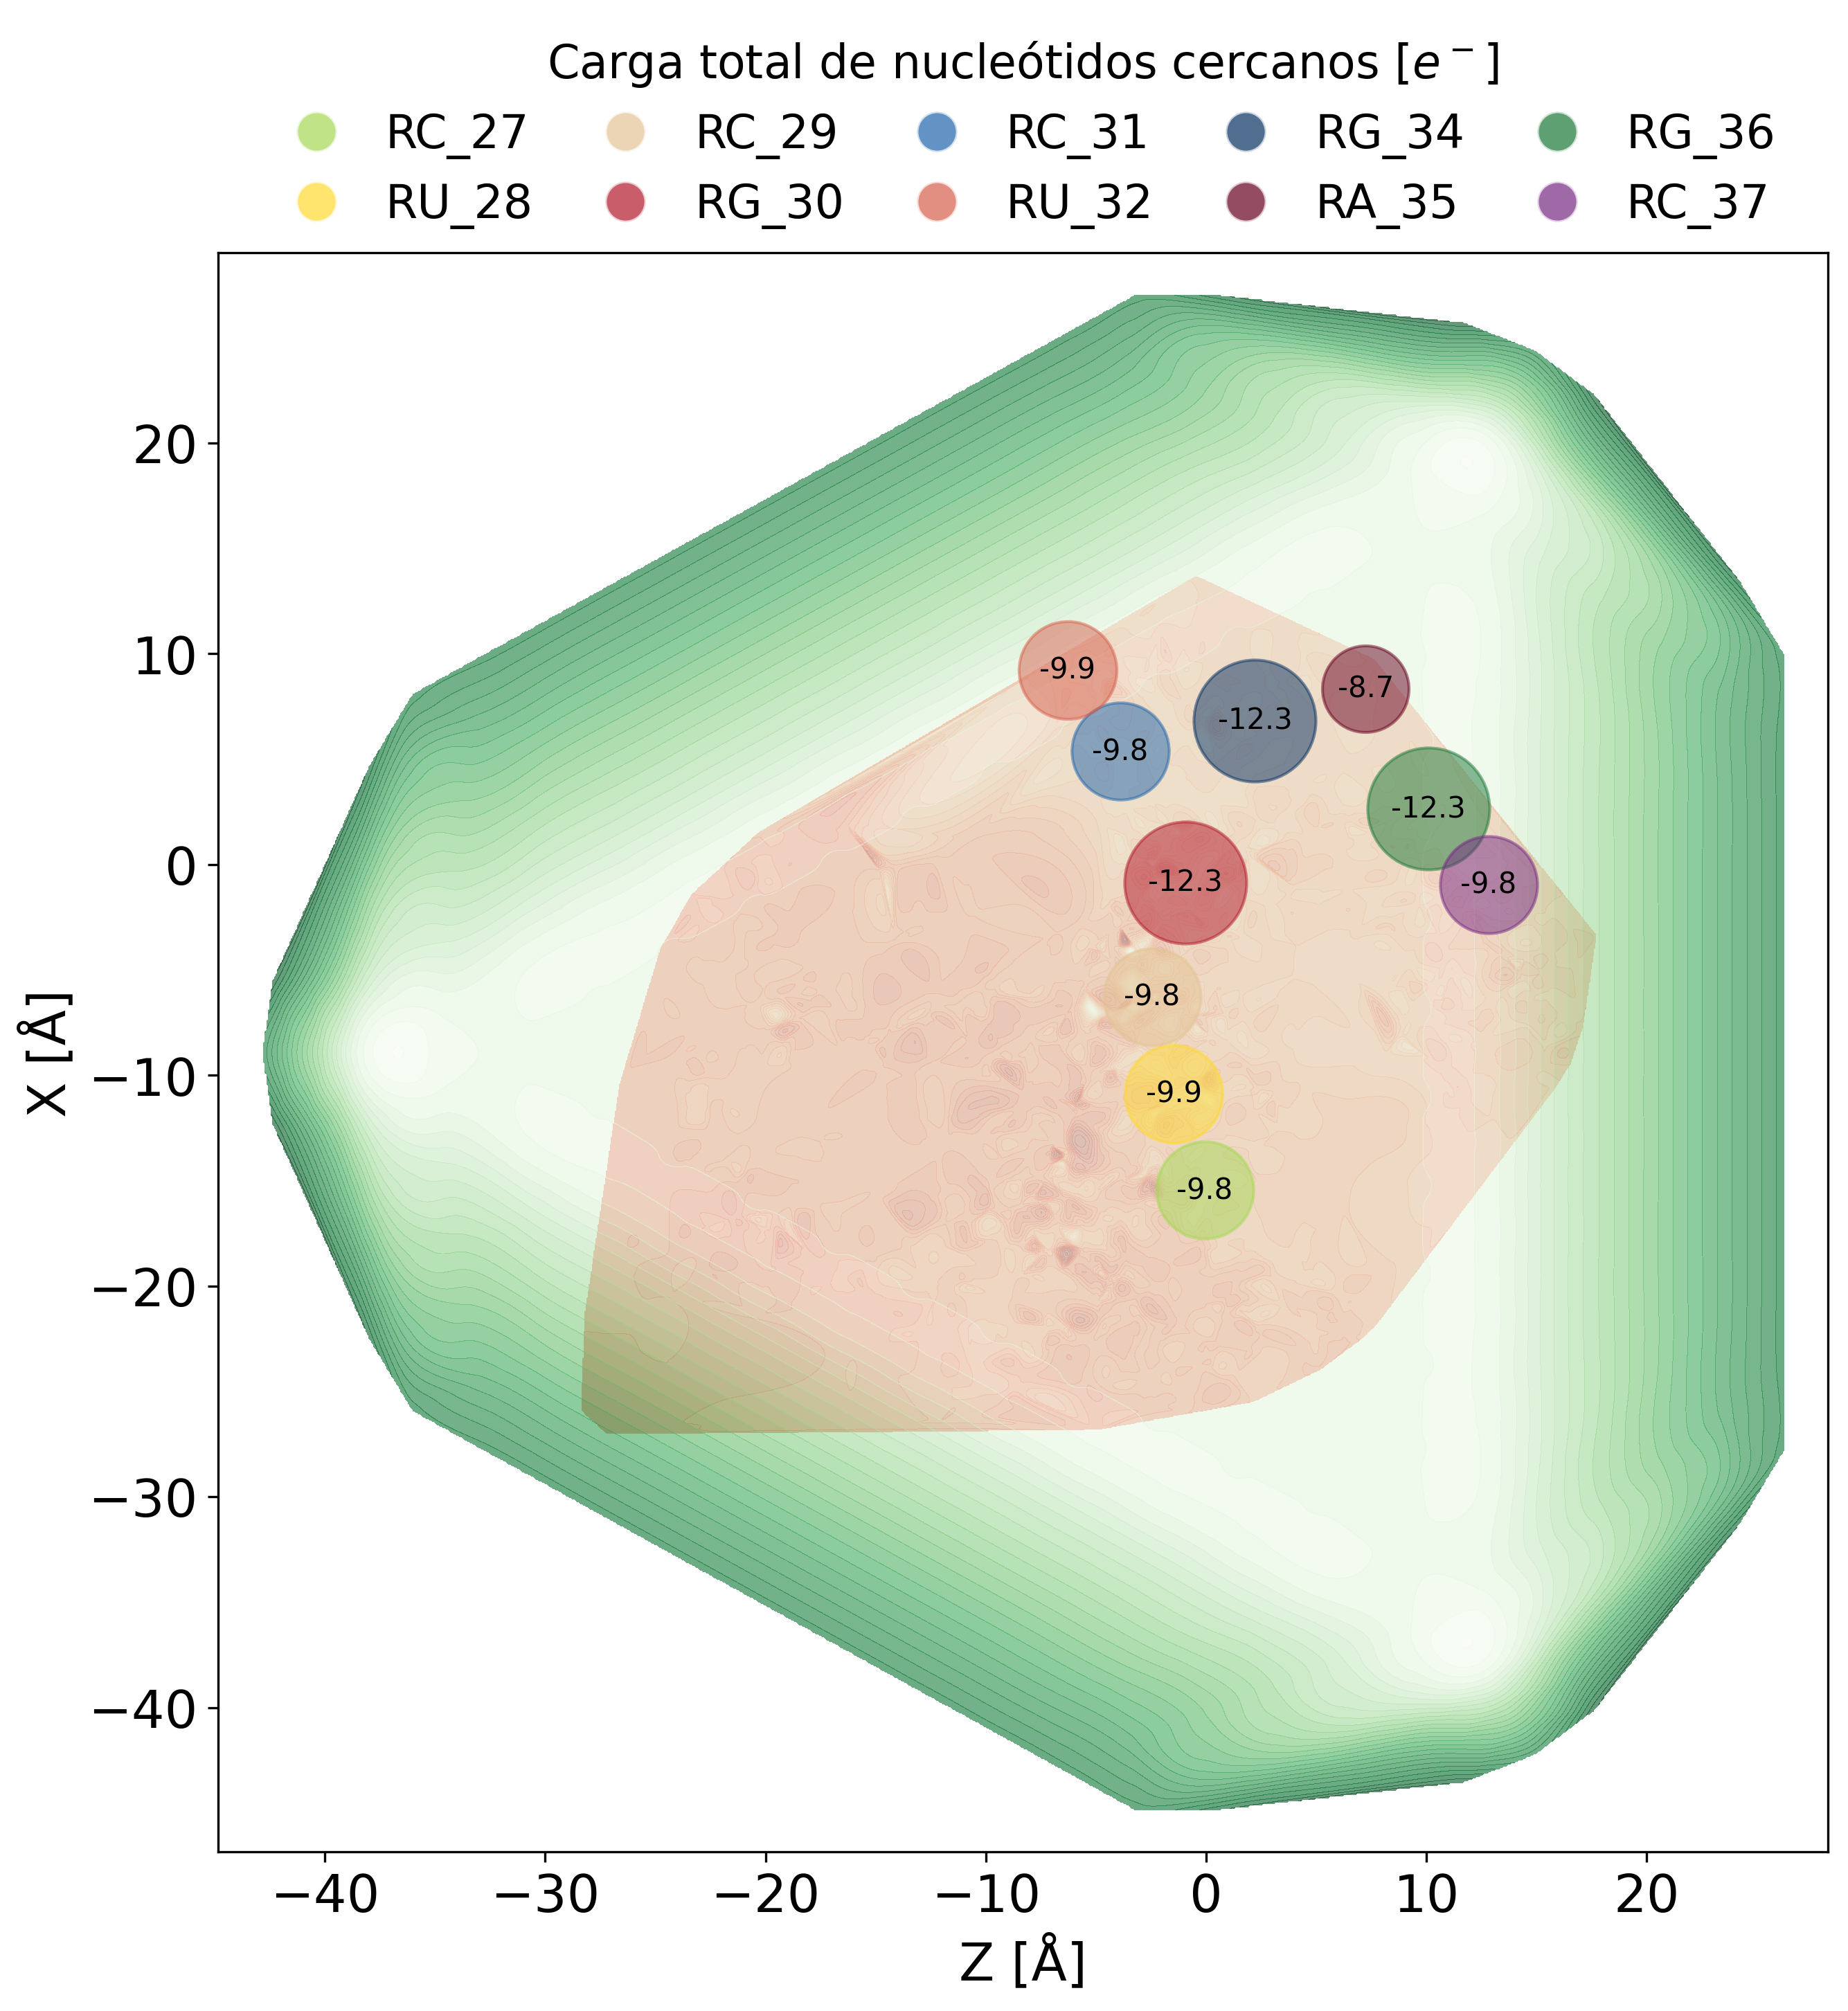 Carga total de nucleótidos cercanos [e⁻]
RC_27 RC_29 RC_31 RG_34 RG_36
RU_28 RG_30 RU_32 RA_35 RC_37
20
10
0
−10
−20
−30
−40
X [Å]
-9.9
-8.7
-12.3
-9.8
-12.3
-12.3
-9.8
-9.8
-9.9
-9.8
−40 −30 −20 −10 0 10 20
Z [Å]